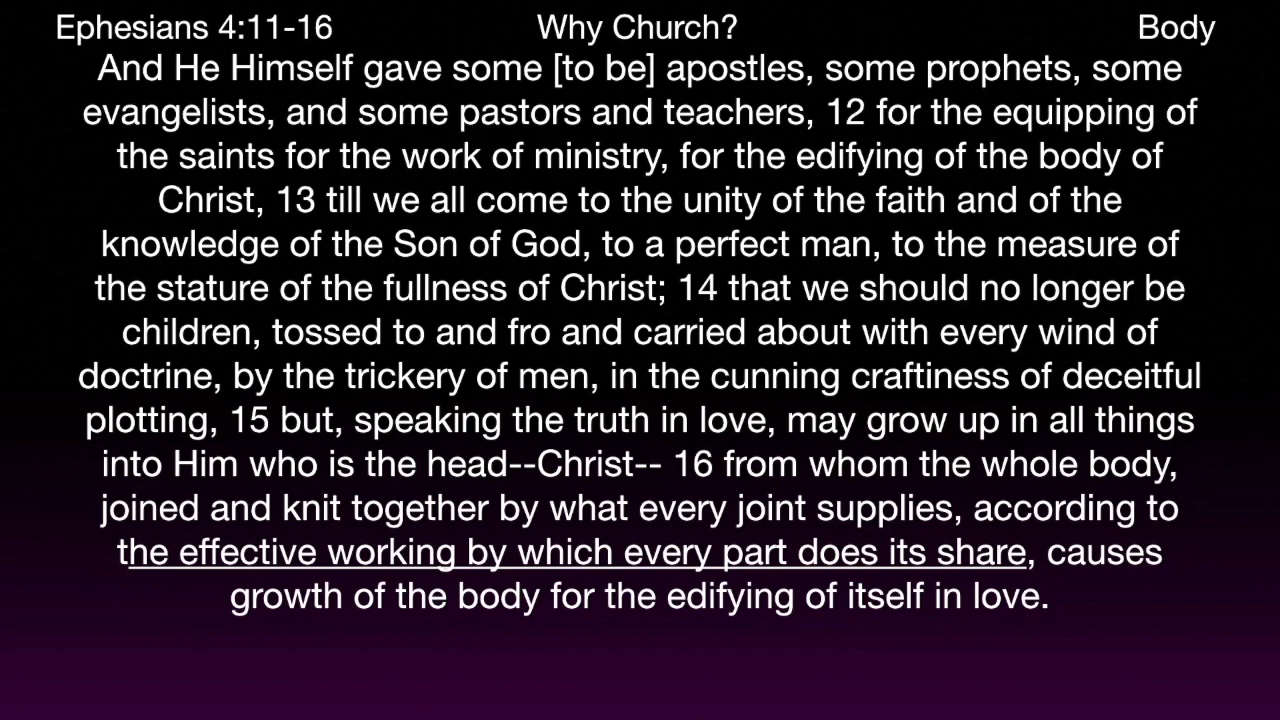 Ephesians 4:11-16 Why Church? Body
And He Himself gave some [to be] apostles, some prophets, some
evangelists, and some pastors and teachers, 12 for the equipping of
the saints for the work of ministry, for the edifying of the body of
Christ, 13 till we all come to the unity of the faith and of the
knowledge of the Son of God, to a perfect man, to the measure of
the stature of the fullness of Christ; 14 that we should no longer be
children, tossed to and fro and carried about with every wind of
doctrine, by the trickery of men, in the cunning craftiness of deceitful
plotting, 15 but, speaking the truth in love, may grow up in all things
into Him who is the head--Christ-- 16 from whom the whole body,
joined and knit together by what every joint supplies, according to
the effective working by which every part does its share, causes
growth of the body for the edifying of itself in love.